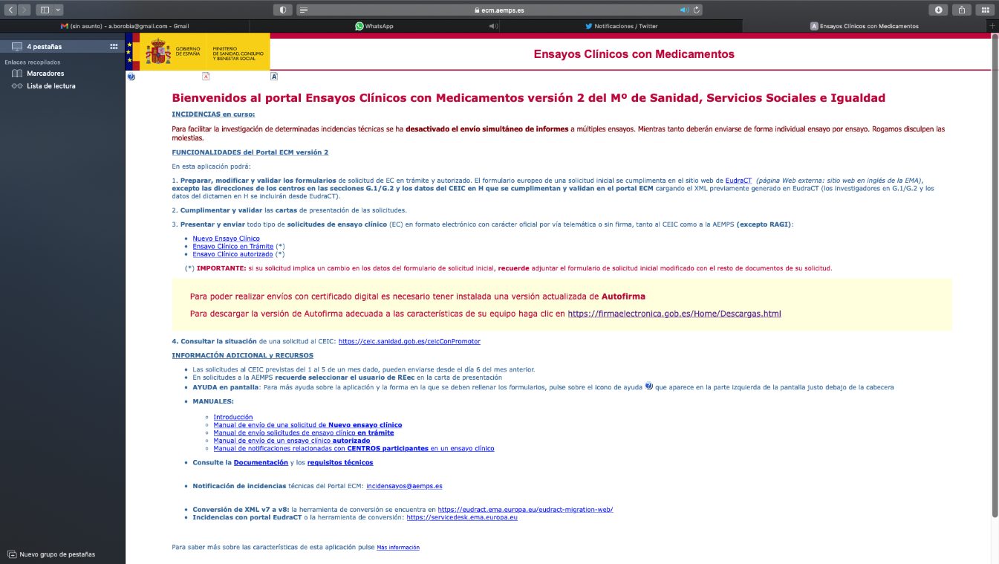 ecm.aemps.es
(sin asunto) - a.borobia@gmail.com - Gmail
WhatsApp
Notificaciones / Twitter
A Ensayos Clínicos con Medicamentos
4 pestañas
Enlaces recopilados
Marcadores
Lista de lectura
GOBIERNO
DE ESPAÑA
MINISTERIO
DE SANIDAD, CONSUMO
Y BIENESTAR SOCIAL
Ensayos Clínicos con Medicamentos
A
A
Bienvenidos al portal Ensayos Clínicos con Medicamentos versión 2 del Mº de Sanidad, Servicios Sociales e Igualdad
INCIDENCIAS en curso:
Para facilitar la investigación de determinadas incidencias técnicas se ha desactivado el envío simultáneo de informes a múltiples ensayos. Mientras tanto deberán enviarse de forma individual ensayo por ensayo. Rogamos disculpen las
molestias.
FUNCIONALIDADES del Portal ECM versión 2
En esta aplicación podrá:
1. Preparar, modificar y validar los formularios de solicitud de EC en trámite y autorizado. El formulario europeo de una solicitud inicial se cumplimenta en el sitio web de EudraCT (página Web externa: sitio web en inglés de la EMA),
excepto las direcciones de los centros en las secciones G.1/G.2 y los datos del CEIC en H que se cumplimentan y validan en el portal ECM cargando el XML previamente generado en EudraCT (los investigadores en G.1/G.2 y los
datos del dictamen en H se incluirán desde EudraCT).
2. Cumplimentar y validar las cartas de presentación de las solicitudes.
3. Presentar y enviar todo tipo de solicitudes de ensayo clínico (EC) en formato electrónico con carácter oficial por vía telemática o sin firma, tanto al CEIC como a la AEMPS (excepto RAGI):
• Nuevo Ensayo Clínico
• Ensayo Clínico en Trámite (*)
• Ensayo Clínico autorizado (*)
(*) IMPORTANTE: si su solicitud implica un cambio en los datos del formulario de solicitud inicial, recuerde adjuntar el formulario de solicitud inicial modificado con el resto de documentos de su solicitud.
Para poder realizar envíos con certificado digital es necesario tener instalada una versión actualizada de Autofirma
Para descargar la versión de Autofirma adecuada a las características de su equipo haga clic en https://firmaelectronica.gob.es/Home/Descargas.html
4. Consultar la situación de una solicitud al CEIC: https://ceic.sanidad.gob.es/ceicConPromotor
INFORMACIÓN ADICIONAL y RECURSOS
• Las solicitudes al CEIC previstas del 1 al 5 de un mes dado, pueden enviarse desde el día 6 del mes anterior.
• En solicitudes a la AEMPS recuerde seleccionar el usuario de REec en la carta de presentación
• AYUDA en pantalla: Para más ayuda sobre la aplicación y la forma en la que se deben rellenar los formularios, pulse sobre el icono de ayuda ? que aparece en la parte izquierda de la pantalla justo debajo de la cabecera
• MANUALES:
Introducción
Manual de envío de una solicitud de Nuevo ensayo clínico
Manual de envío solicitudes de ensayo clínico en trámite
Manual de envío de un ensayo clínico autorizado
Manual de notificaciones relacionadas con CENTROS participantes en un ensayo clínico
• Consulte la Documentación y los requisitos técnicos
• Notificación de incidencias técnicas del Portal ECM: incidensayos@aemps.es
• Conversión de XML v7 a v8: la herramienta de conversión se encuentra en https://eudract.ema.europa.eu/eudract-migration-web/
• Incidencias con portal EudraCT o la herramienta de conversión: https://servicedesk.ema.europa.eu
Para saber más sobre las características de esta aplicación pulse Más información
Nuevo grupo de pestañas